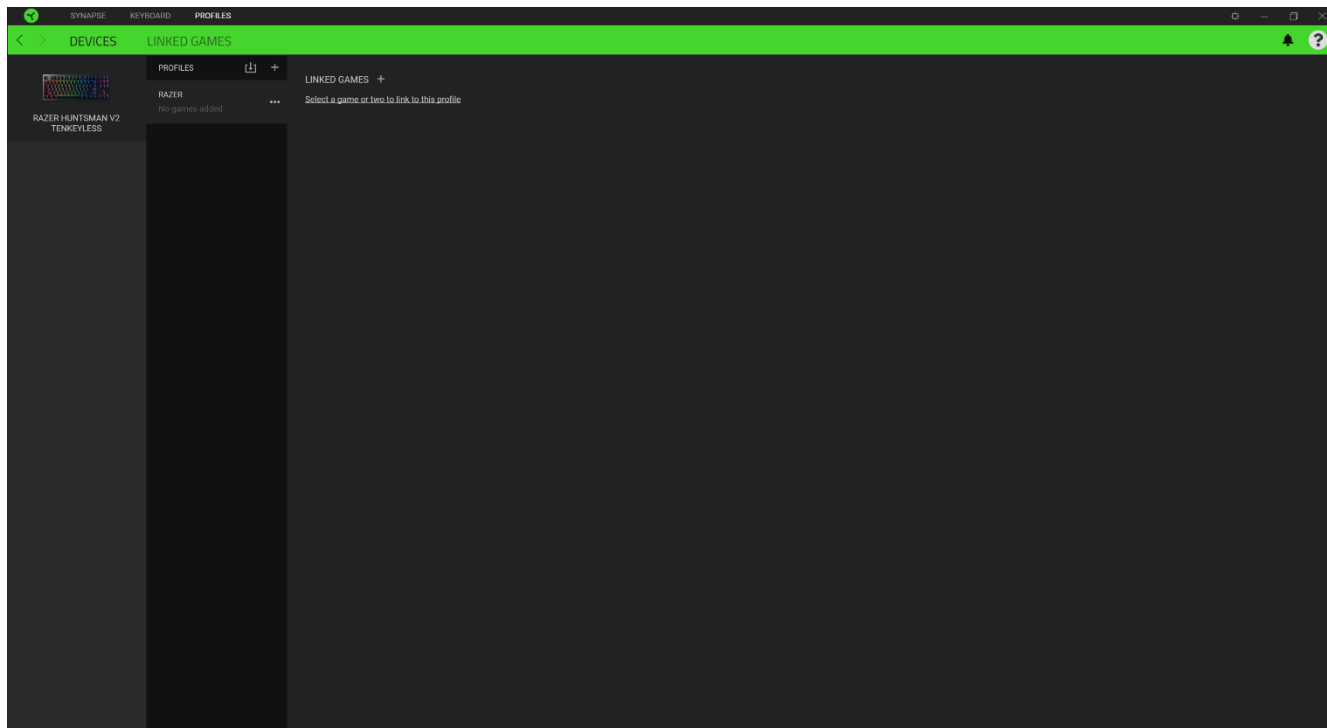 SYNAPSE KEYBOARD PROFILES
DEVICES LINKED GAMES
?
RAZER HUNTSMAN V2
TENKEYLESS
PROFILES
RAZER
No games added
LINKED GAMES +
Select a game or two to link to this profile